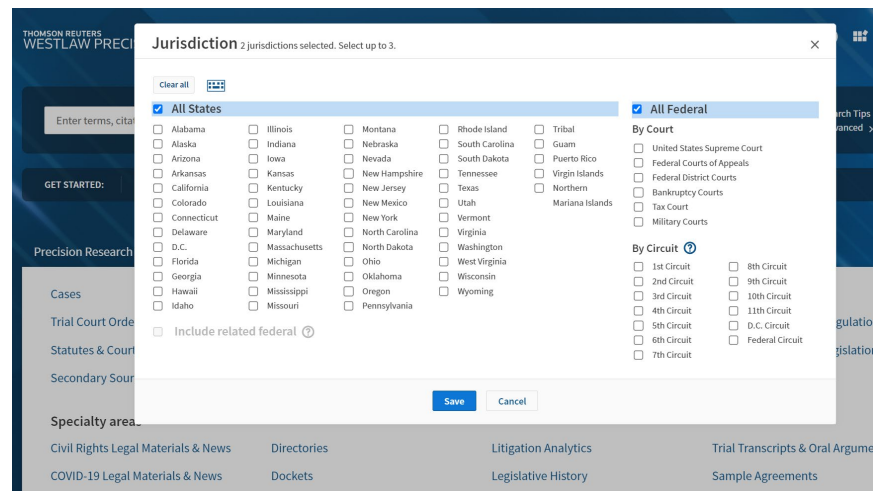 THOMSON REUTERS
WESTLAW PRECI
Jurisdiction 2 jurisdictions selected. Select up to 3.
Clear all
All States
Alabama
Alaska
Arizona
Arkansas
California
Colorado
Connecticut
Delaware
D.C.
Florida
Georgia
Hawaii
Idaho
Illinois
Indiana
Iowa
Kansas
Kentucky
Louisiana
Maine
Maryland
Massachusetts
Michigan
Minnesota
Mississippi
Missouri
Montana
Nebraska
Nevada
New Hampshire
New Jersey
New Mexico
New York
North Carolina
North Dakota
Ohio
Oklahoma
Oregon
Pennsylvania
Rhode Island
South Carolina
South Dakota
Tennessee
Texas
Utah
Vermont
Virginia
Washington
West Virginia
Wisconsin
Wyoming
Tribal
Guam
Puerto Rico
Virgin Islands
Northern
Mariana Islands
Include related federal ?
All Federal
By Court
United States Supreme Court
Federal Courts of Appeals
Federal District Courts
Bankruptcy Courts
Tax Court
Military Courts
By Circuit ?
1st Circuit
2nd Circuit
3rd Circuit
4th Circuit
5th Circuit
6th Circuit
7th Circuit
8th Circuit
9th Circuit
10th Circuit
11th Circuit
D.C. Circuit
Federal Circuit
Save
Cancel
Enter terms, citat
rch Tips
vanced
GET STARTED:
Precision Research
Cases
Trial Court Orde
Statutes & Court
Secondary Sour
gulatio
gislation
Specialty areas
Civil Rights Legal Materials & News
Directories
Litigation Analytics
Trial Transcripts & Oral Argume
COVID-19 Legal Materials & News
Dockets
Legislative History
Sample Agreements